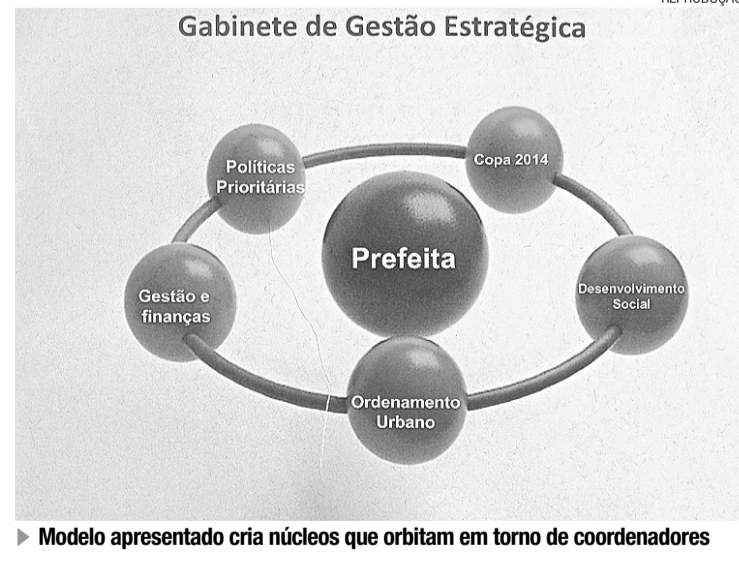 REPRODUÇÃO
Gabinete de Gestão Estratégica
Políticas
Prioritárias
Copa 2014
Prefeita
Gestão e
finanças
Desenvolvimento
Social
Ordenamento
Urbano
Modelo apresentado cria núcleos que orbitam em torno de coordenadores